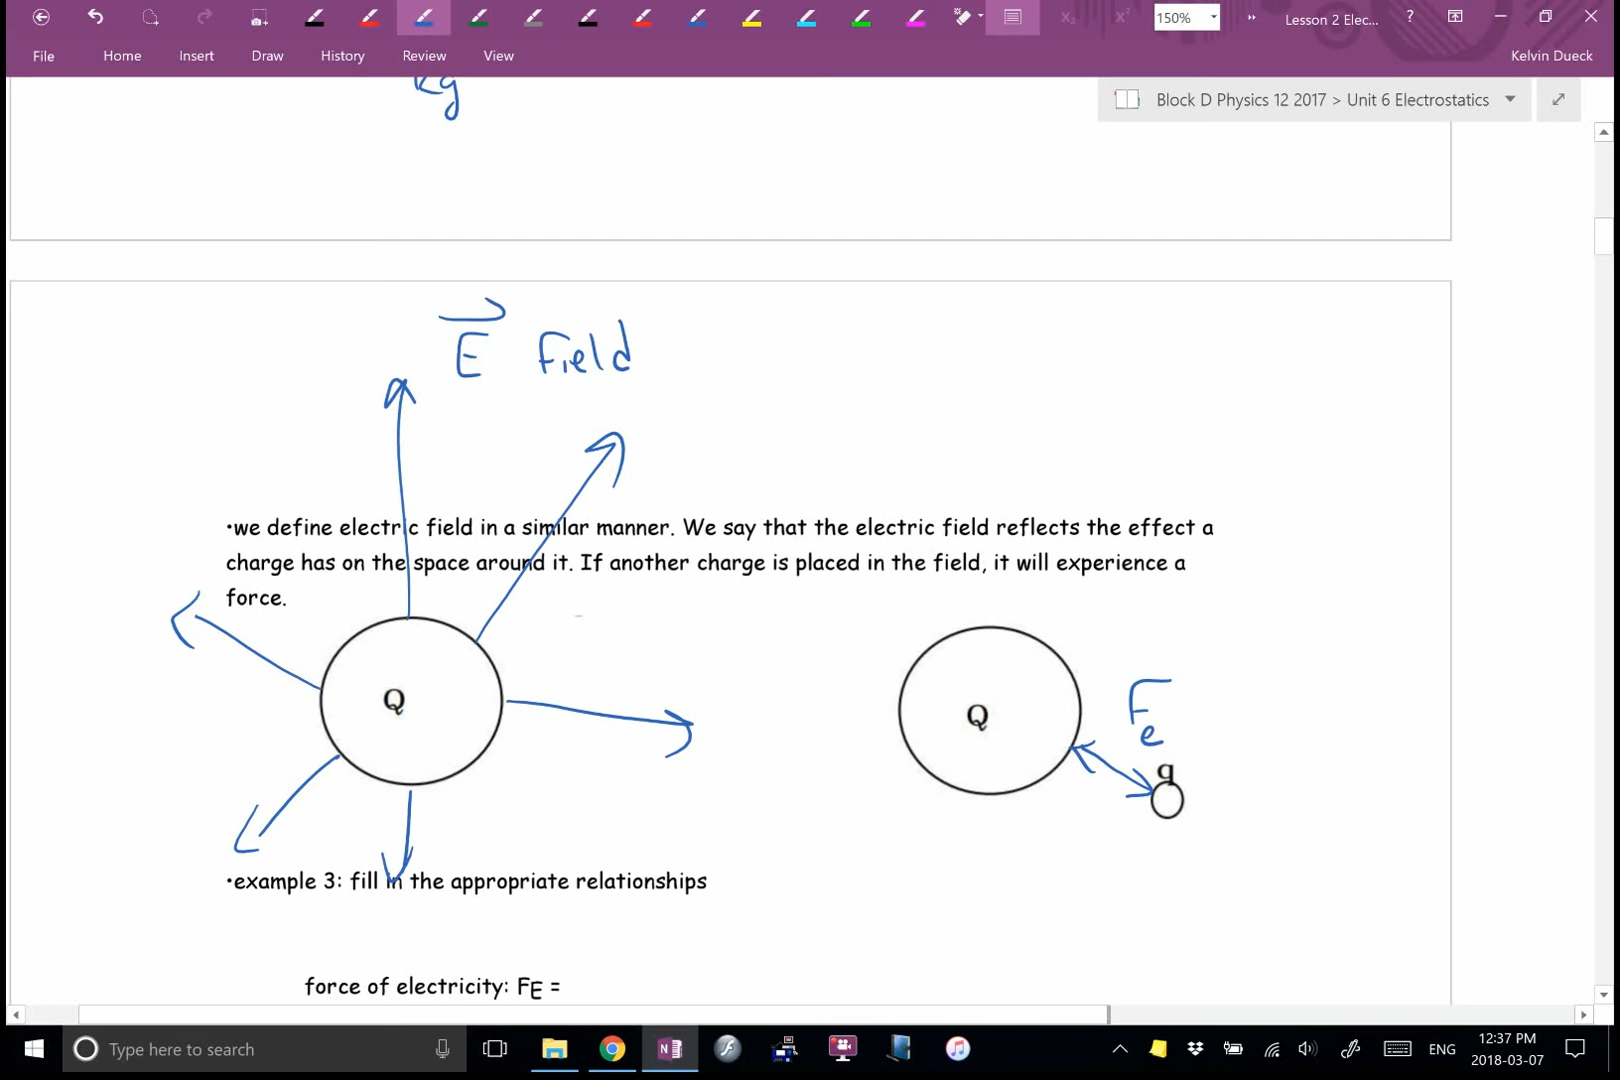 150%
Lesson 2 Elec...
?
File Home Insert Draw History Review View
Kelvin Dueck
kg
Block D Physics 12 2017 > Unit 6 Electrostatics
E Field
•we define electric field in a similar manner. We say that the electric field reflects the effect a
charge has on the space around it. If another charge is placed in the field, it will experience a
force.
Q
Q
Fe
q
•example 3: fill in the appropriate relationships
force of electricity: FE =
Type here to search
ENG
12:37 PM
2018-03-07